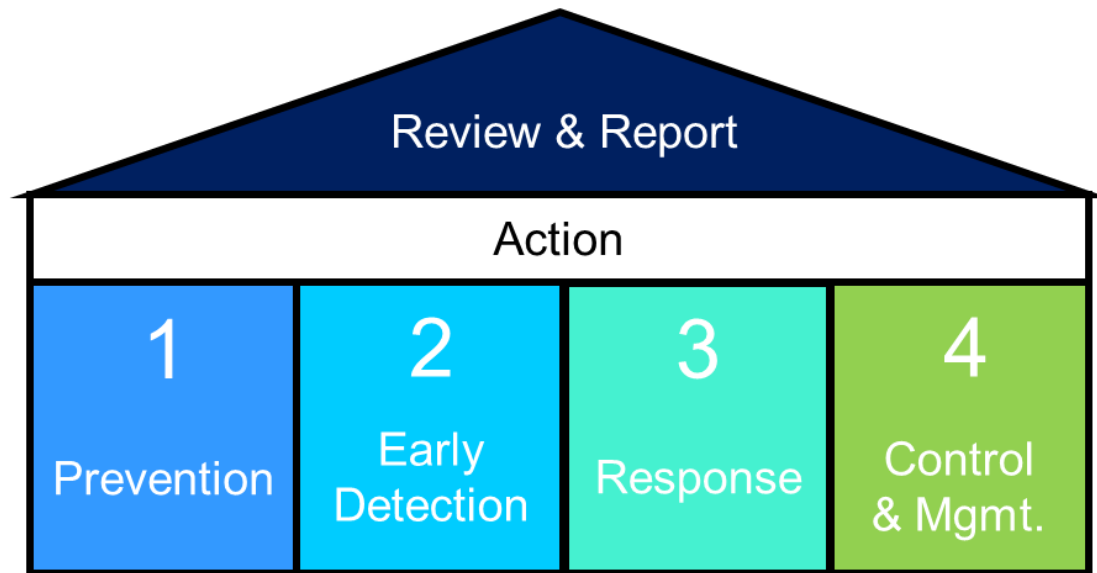 Review & Report
Action
1
Prevention
2
Early
Detection
3
Response
4
Control
& Mgmt.